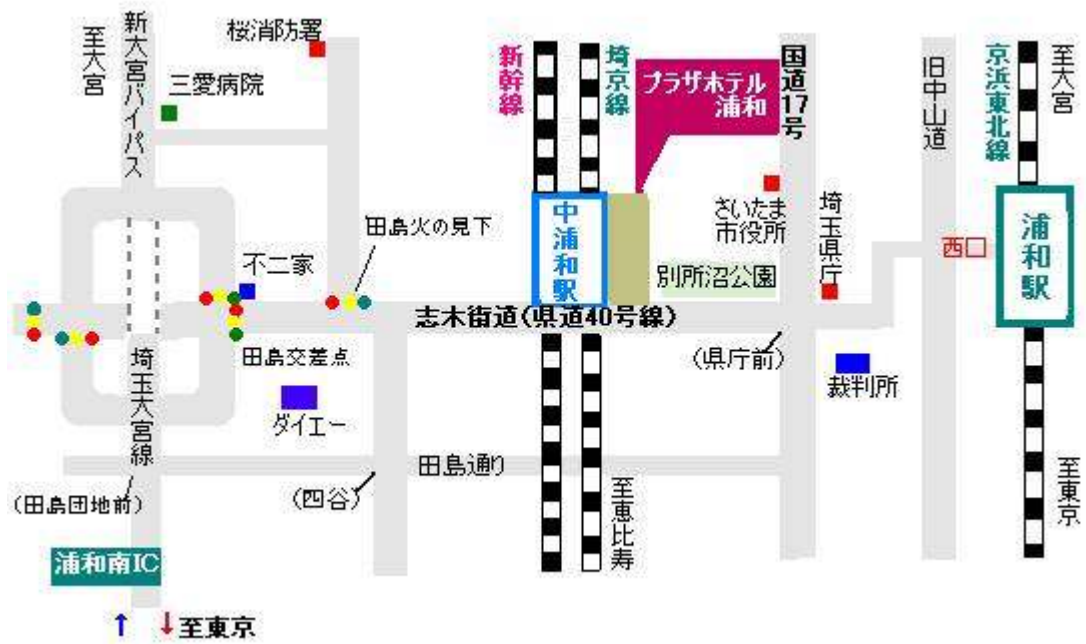 至大宮
新大宮バイパス
桜消防署
三愛病院
新幹線
埼京線
プラザホテル
浦和
国道17号
旧中山道
京浜東北線
至大宮
田島火の見下
中浦和駅
さいたま
市役所
埼玉県庁
西口
浦和駅
不二家
別所沼公園
志木街道(県道40号線)
田島交差点
(県庁前)
裁判所
埼玉大宮線
ダイエー
田島通り
(田島団地前)
(四谷)
至恵比寿
至東京
浦和南IC
↑ ↓至東京